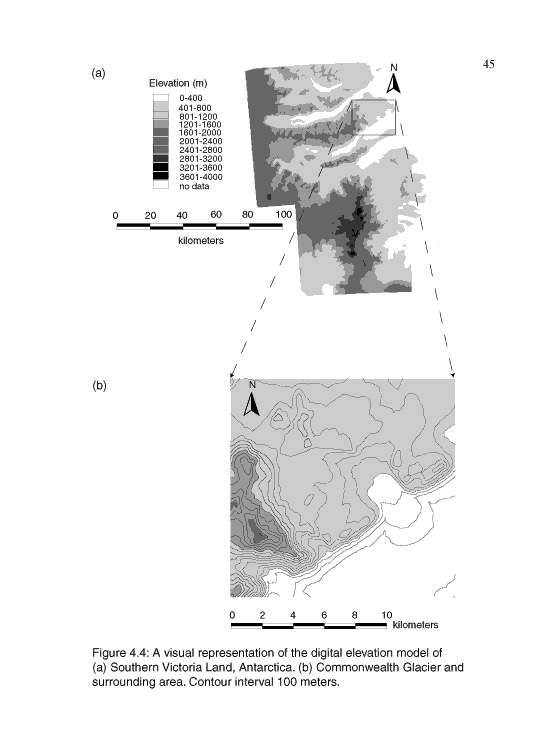 45
(a)
N
Elevation (m)
0-400
401-800
801-1200
1201-1600
1601-2000
2001-2400
2401-2800
2801-3200
3201-3600
3601-4000
no data
0 20 40 60 80 100
kilometers
(b)
N
0 2 4 6 8 10
kilometers
Figure 4.4: A visual representation of the digital elevation model of
(a) Southern Victoria Land, Antarctica. (b) Commonwealth Glacier and
surrounding area. Contour interval 100 meters.